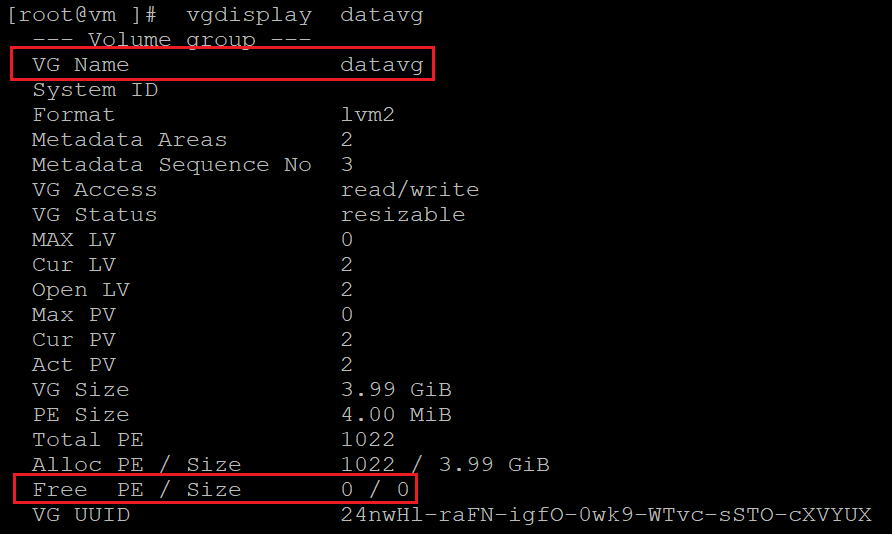 [root@vm ]#  vgdisplay  datavg
  --- Volume group ---
  VG Name               datavg
  System ID
  Format                lvm2
  Metadata Areas        2
  Metadata Sequence No  3
  VG Access             read/write
  VG Status             resizable
  MAX LV                0
  Cur LV                2
  Open LV               2
  Max PV                0
  Cur PV                2
  Act PV                2
  VG Size               3.99 GiB
  PE Size               4.00 MiB
  Total PE              1022
  Alloc PE / Size       1022 / 3.99 GiB
  Free  PE / Size       0 / 0
  VG UUID               24nwHl-raFN-igfO-0wk9-WTvc-sSTO-cXVYUX